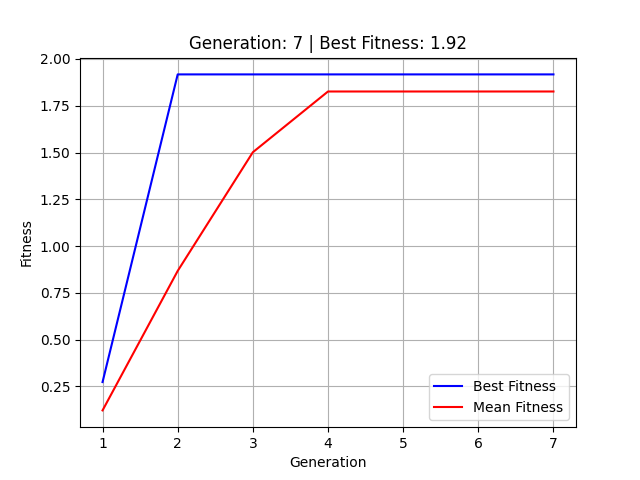 Generation: 7 | Best Fitness: 1.92
2.00
1.75
1.50
1.25
1.00
0.75
0.50
0.25
Fitness
1 2 3 4 5 6 7
Generation
Best Fitness
Mean Fitness